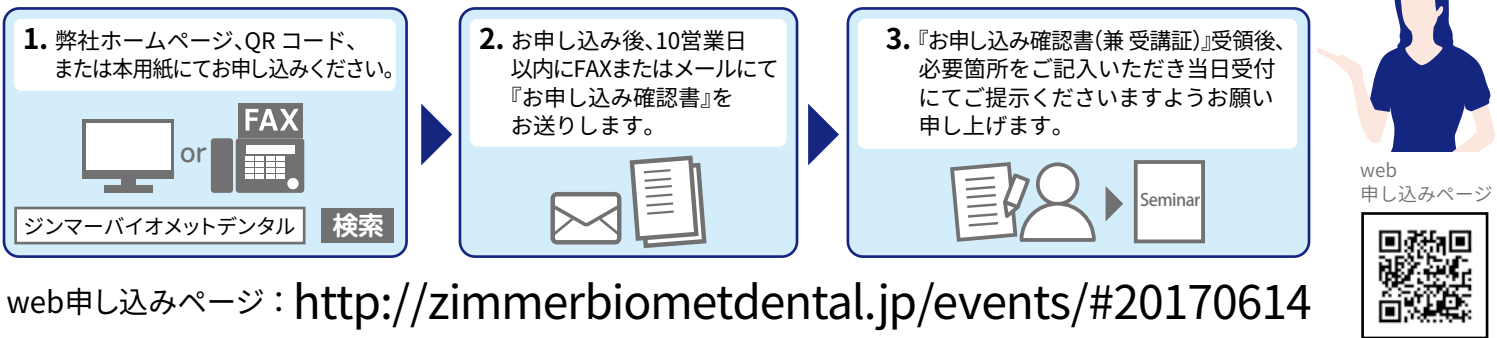 1. 弊社ホームページ、QR コード、
または本用紙にてお申し込みください。
FAX
or
ジンマーバイオメットデンタル
検索
2. お申し込み後、10営業日
以内にFAXまたはメールにて
『お申し込み確認書』を
お送りします。
3. 『お申し込み確認書(兼 受講証)』受領後、
必要箇所をご記入いただき当日受付
にてご提示くださいますようお願い
申し上げます。
Seminar
web
申し込みページ
web申し込みページ：http://zimmerbiometdental.jp/events/#20170614